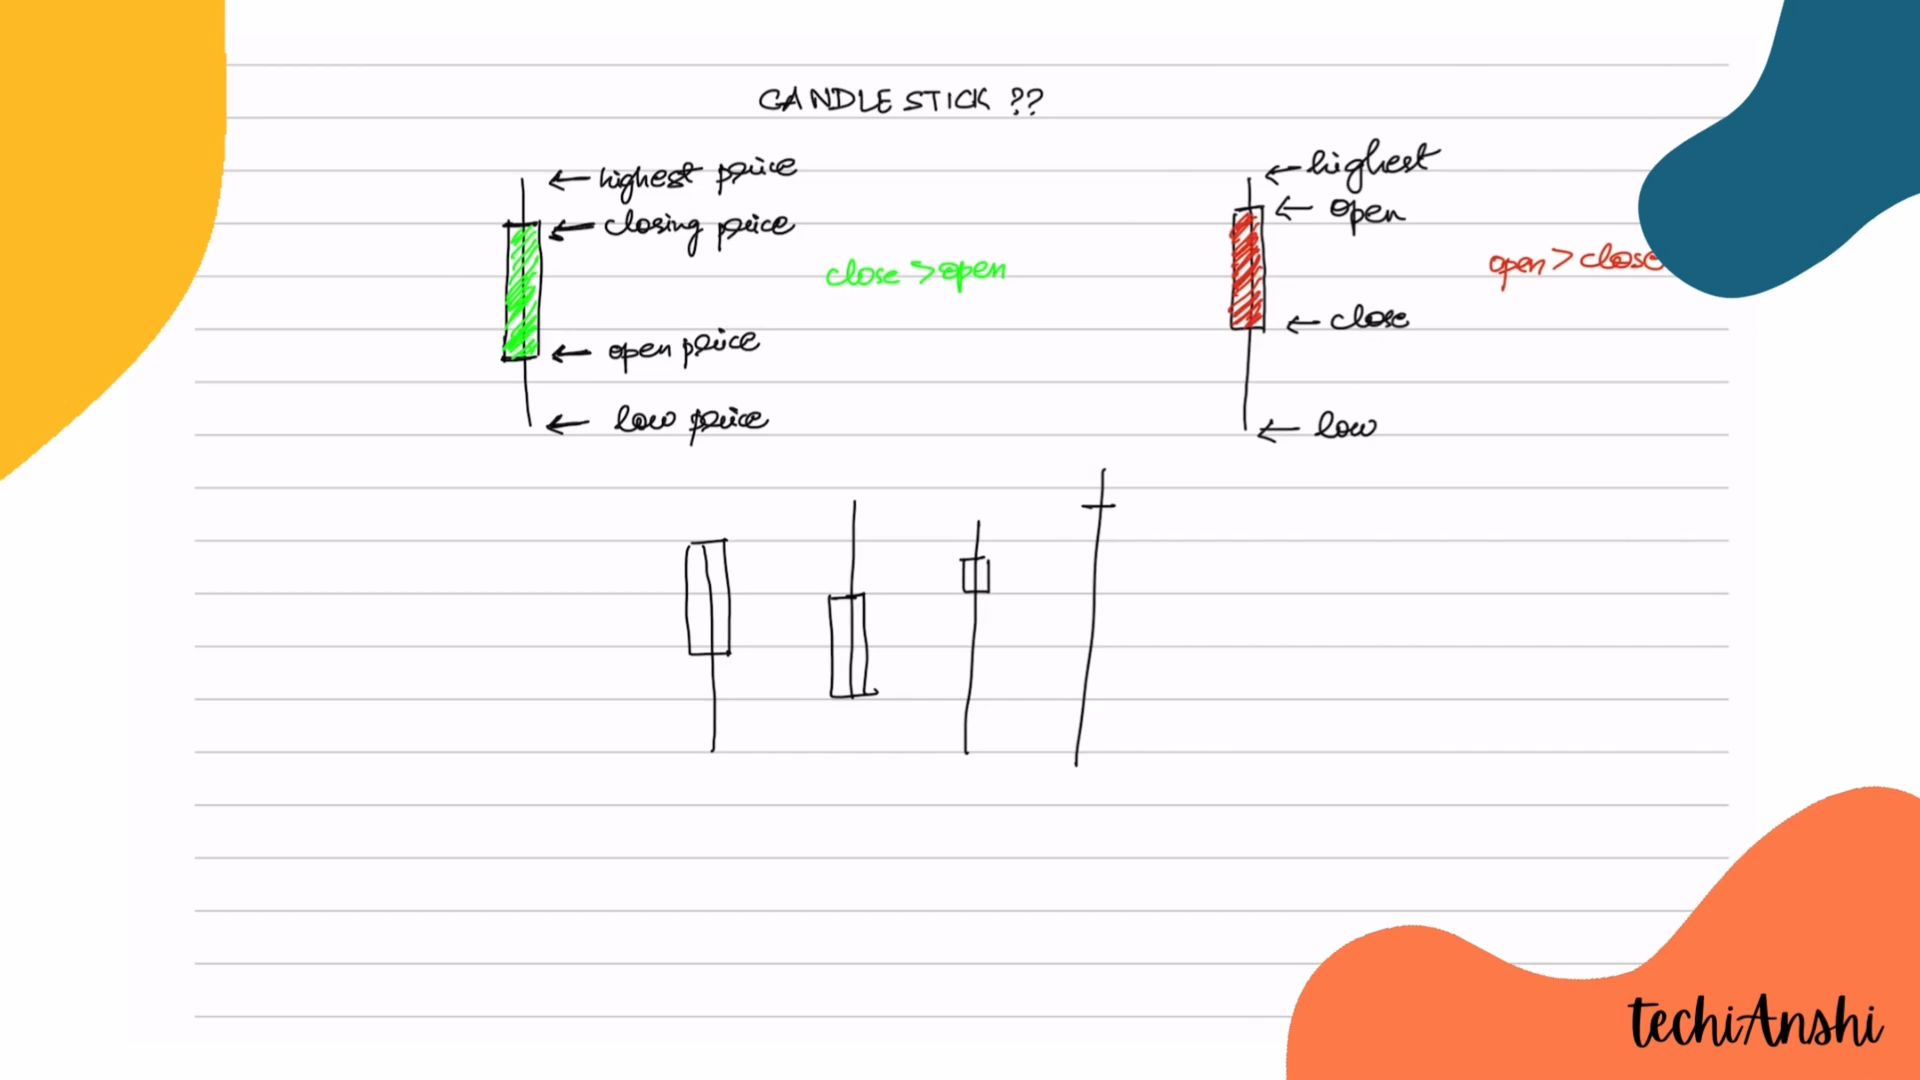 CANDLE STICK ??
← highest price
← closing price
close > open
← open price
← low price
← highest
← open
open > close
← close
← low
techiAnshi